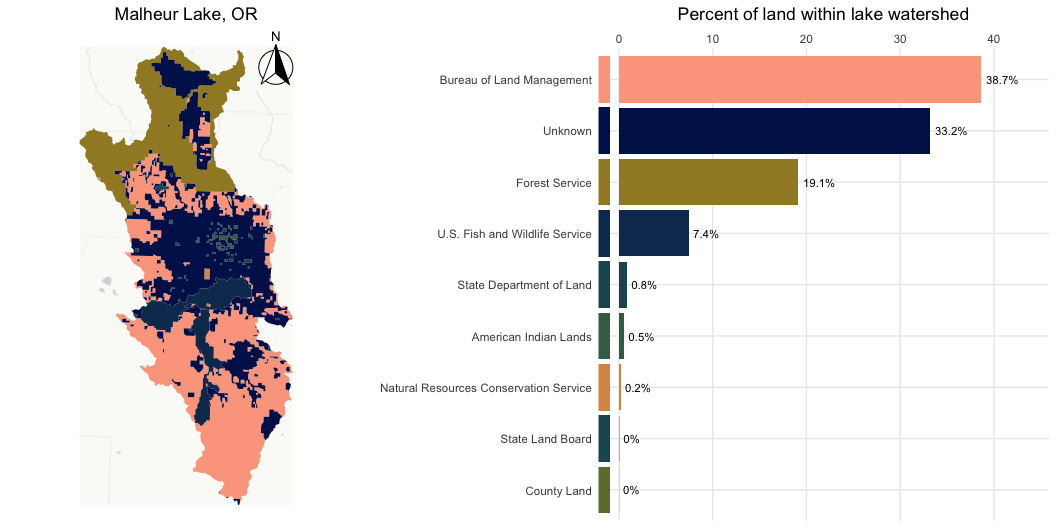 Malheur Lake, OR
N
Percent of land within lake watershed
0 10 20 30 40
Bureau of Land Management 38.7%
Unknown 33.2%
Forest Service 19.1%
U.S. Fish and Wildlife Service 7.4%
State Department of Land 0.8%
American Indian Lands 0.5%
Natural Resources Conservation Service 0.2%
State Land Board 0%
County Land 0%